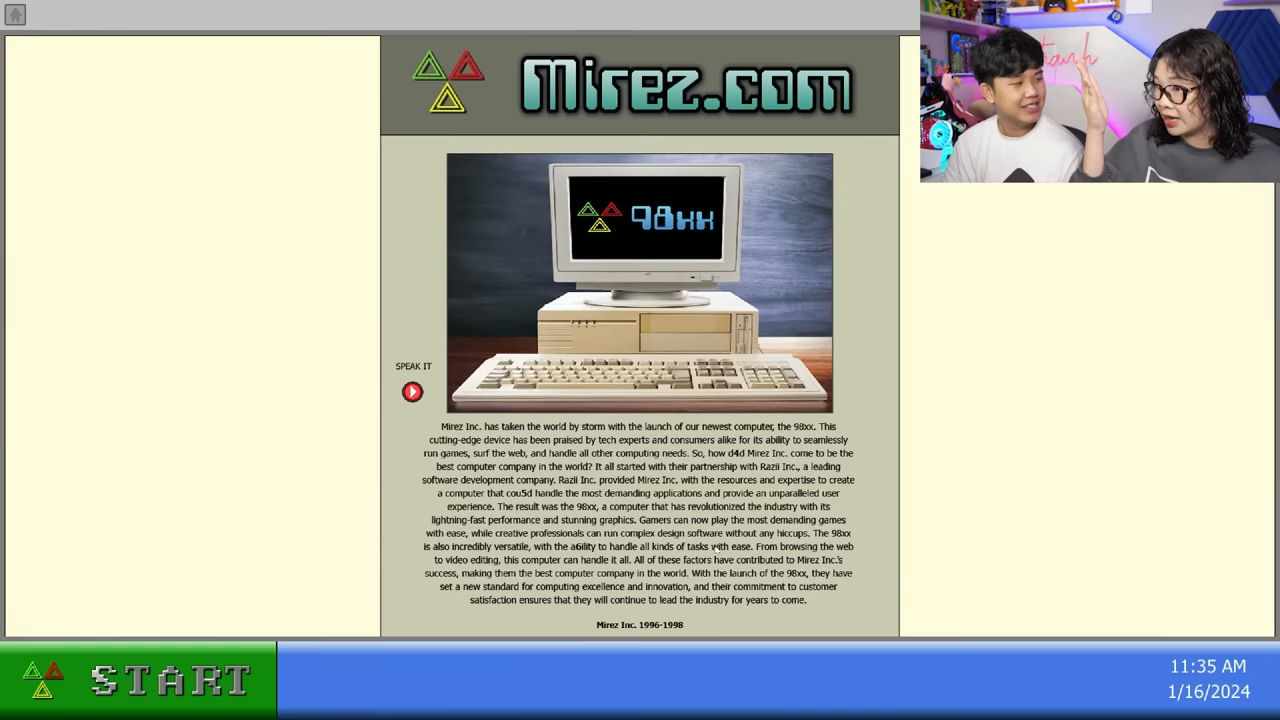 Mirez.com
98xx
SPEAK IT
Mirez Inc. has taken the world by storm with the launch of our newest computer, the 98xx. This
cutting-edge device has been praised by tech experts and consumers alike for its ability to seamlessly
run games, surf the web, and handle all other computing needs. So, how d4d Mirez Inc. come to be the
best computer company in the world? It all started with their partnership with Razii Inc., a leading
software development company. Razii Inc. provided Mirez Inc. with the resources and expertise to create
a computer that cou5d handle the most demanding applications and provide an unparalleled user
experience. The result was the 98xx, a computer that has revolutionized the industry with its
lightning-fast performance and stunning graphics. Gamers can now play the most demanding games
with ease, while creative professionals can run complex design software without any hiccups. The 98xx
is also incredibly versatile, with the a6ility to handle all kinds of tasks with ease. From browsing the web
to video editing, this computer can handle it all. All of these factors have contributed to Mirez Inc.'s
success, making them the best computer company in the world. With the launch of the 98xx, they have
set a new standard for computing excellence and innovation, and their commitment to customer
satisfaction ensures that they will continue to lead the industry for years to come.
Mirez Inc. 1996-1998
START
11:35 AM
1/16/2024